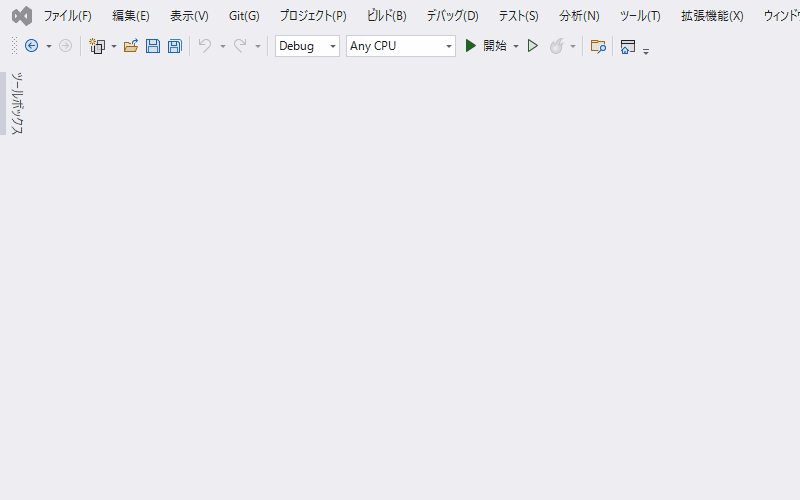 ファイル(F) 編集(E) 表示(V) Git(G) プロジェクト(P) ビルド(B) デバッグ(D) テスト(S) 分析(N) ツール(T) 拡張機能(X) ウィンドウ
Debug Any CPU 開始
ツールボックス